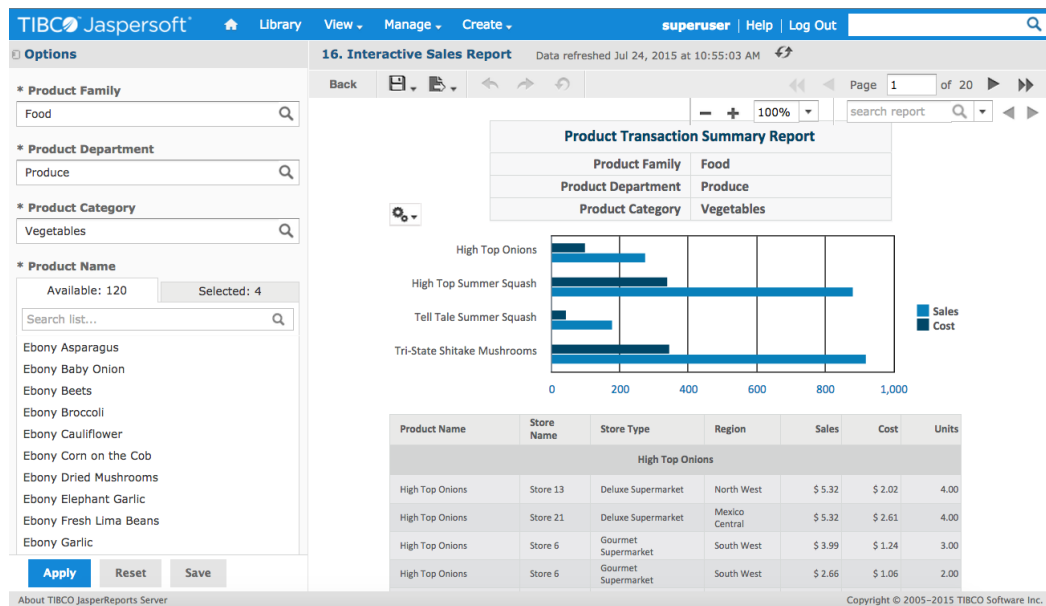 TIBCO Jaspersoft®
Library
View
Manage
Create
superuser | Help | Log Out
Options
* Product Family
Food
* Product Department
Produce
* Product Category
Vegetables
* Product Name
Available: 120
Selected: 4
Search list...
Ebony Asparagus
Ebony Baby Onion
Ebony Beets
Ebony Broccoli
Ebony Cauliflower
Ebony Corn on the Cob
Ebony Dried Mushrooms
Ebony Elephant Garlic
Ebony Fresh Lima Beans
Ebony Garlic
Apply
Reset
Save
16. Interactive Sales Report
Data refreshed Jul 24, 2015 at 10:55:03 AM
Back
Page 1 of 20
100%
search report
Product Transaction Summary Report
Product Family Food
Product Department Produce
Product Category Vegetables
High Top Onions
High Top Summer Squash
Tell Tale Summer Squash
Tri-State Shitake Mushrooms
0 200 400 600 800 1,000
Sales
Cost
Product Name Store Name Store Type Region Sales Cost Units
High Top Onions
High Top Onions Store 13 Deluxe Supermarket North West $ 5.32 $ 2.02 4.00
High Top Onions Store 21 Deluxe Supermarket Mexico Central $ 5.32 $ 2.61 4.00
High Top Onions Store 6 Gourmet Supermarket South West $ 3.99 $ 1.24 3.00
High Top Onions Store 6 Gourmet Supermarket South West $ 2.66 $ 1.06 2.00
About TIBCO JasperReports Server
Copyright © 2005-2015 TIBCO Software Inc.